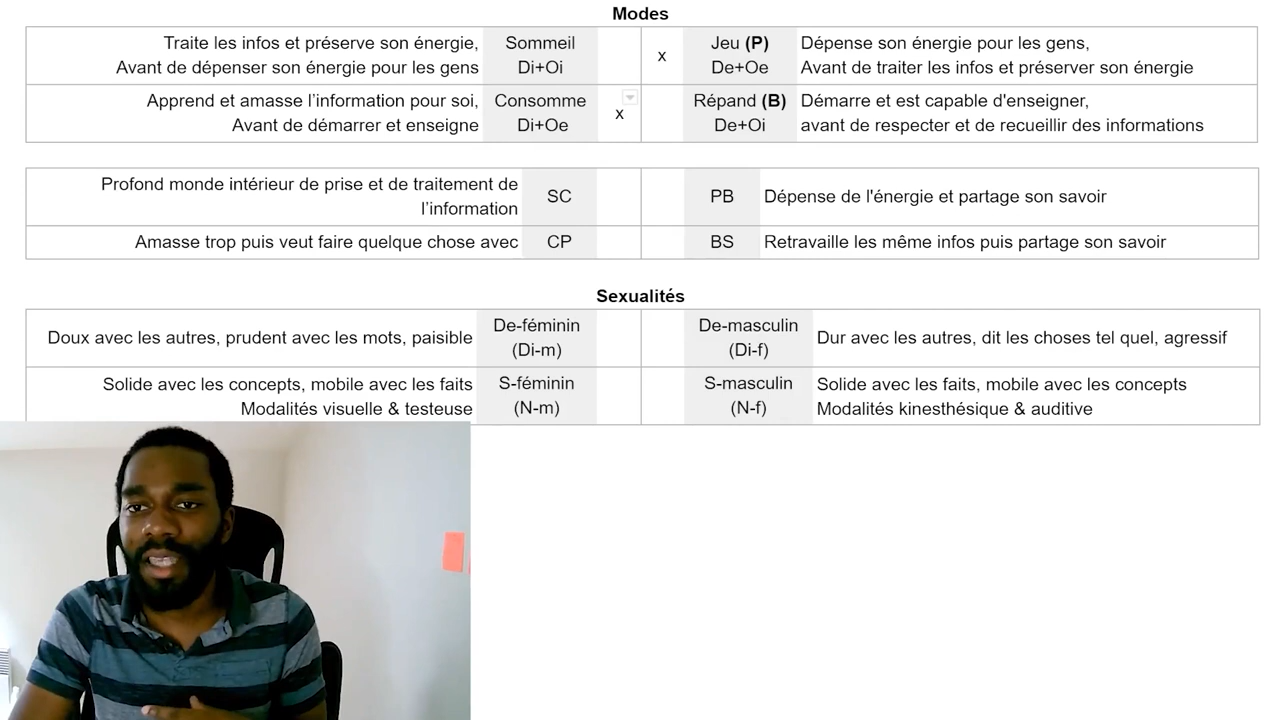 Modes
Traite les infos et préserve son énergie,
Avant de dépenser son énergie pour les gens
Sommeil
Di+Oi
x
Jeu (P)
De+Oe
Dépense son énergie pour les gens,
Avant de traiter les infos et préserver son énergie
Apprend et amasse l’information pour soi,
Avant de démarrer et enseigne
Consomme
Di+Oe
x
Répand (B)
De+Oi
Démarre et est capable d'enseigner,
avant de respecter et de recueillir des informations
Profond monde intérieur de prise et de traitement de
l’information
SC
PB
Dépense de l'énergie et partage son savoir
Amasse trop puis veut faire quelque chose avec
CP
BS
Retravaille les même infos puis partage son savoir
Sexualités
Doux avec les autres, prudent avec les mots, paisible
De-féminin
(Di-m)
De-masculin
(Di-f)
Dur avec les autres, dit les choses tel quel, agressif
Solide avec les concepts, mobile avec les faits
Modalités visuelle & testeuse
S-féminin
(N-m)
S-masculin
(N-f)
Solide avec les faits, mobile avec les concepts
Modalités kinesthésique & auditive